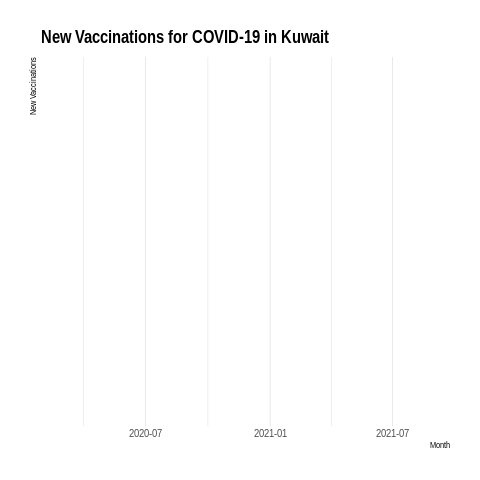 New Vaccinations for COVID-19 in Kuwait
New Vaccinations
2020-07
2021-01
2021-07
Month